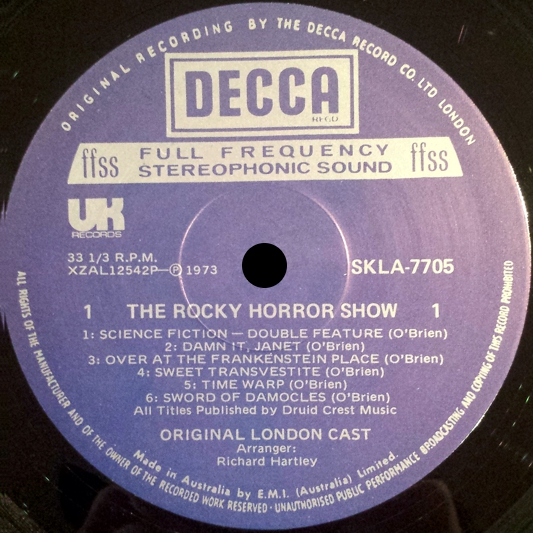 ORIGINAL RECORDING BY THE DECCA RECORD CO. LTD LONDON
DECCA
REGD
ffss FULL FREQUENCY ffss
STEREOPHONIC SOUND
UK
RECORDS
33 1/3 R.P.M.
XZAL12542P—Ⓟ 1973
SKLA-7705
1 THE ROCKY HORROR SHOW 1
1: SCIENCE FICTION — DOUBLE FEATURE (O'Brien)
2: DAMN IT, JANET (O'Brien)
3: OVER AT THE FRANKENSTEIN PLACE (O'Brien)
4: SWEET TRANSVESTITE (O'Brien)
5: TIME WARP (O'Brien)
6: SWORD OF DAMOCLES (O'Brien)
All Titles Published by Druid Crest Music
ORIGINAL LONDON CAST
Arranger:
Richard Hartley
Made in Australia by E.M.I. (Australia) Limited.
ALL RIGHTS OF THE MANUFACTURER AND OF THE OWNER OF THE RECORDED WORK RESERVED - UNAUTHORISED PUBLIC PERFORMANCE BROADCASTING AND COPYING OF THIS RECORD PROHIBITED